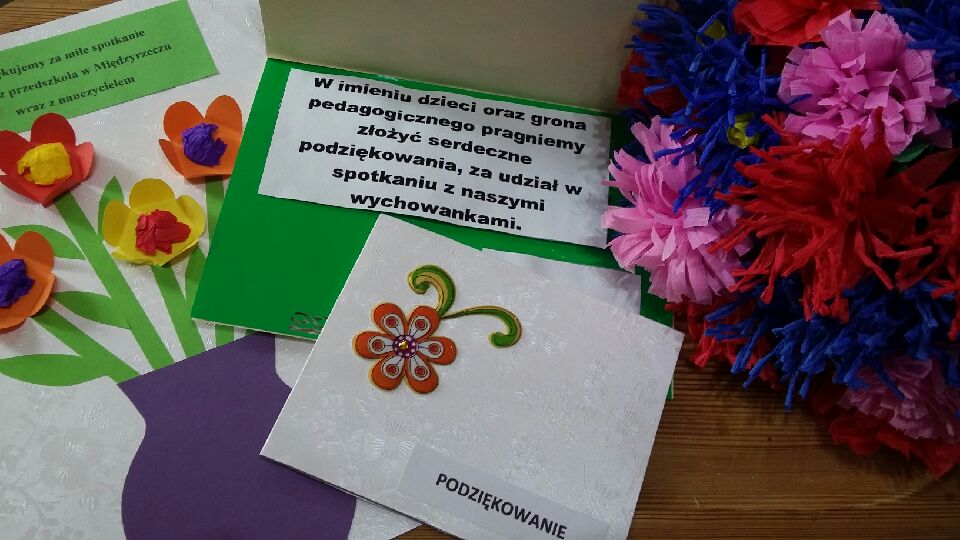 kujemy za miłe spotkanie
z przedszkola w Międzyrzeczu
wraz z nauczycielem
W imieniu dzieci oraz grona
pedagogicznego pragniemy
złożyć serdeczne
podziękowania, za udział w
spotkaniu z naszymi
wychowankami.
PODZIĘKOWANIE